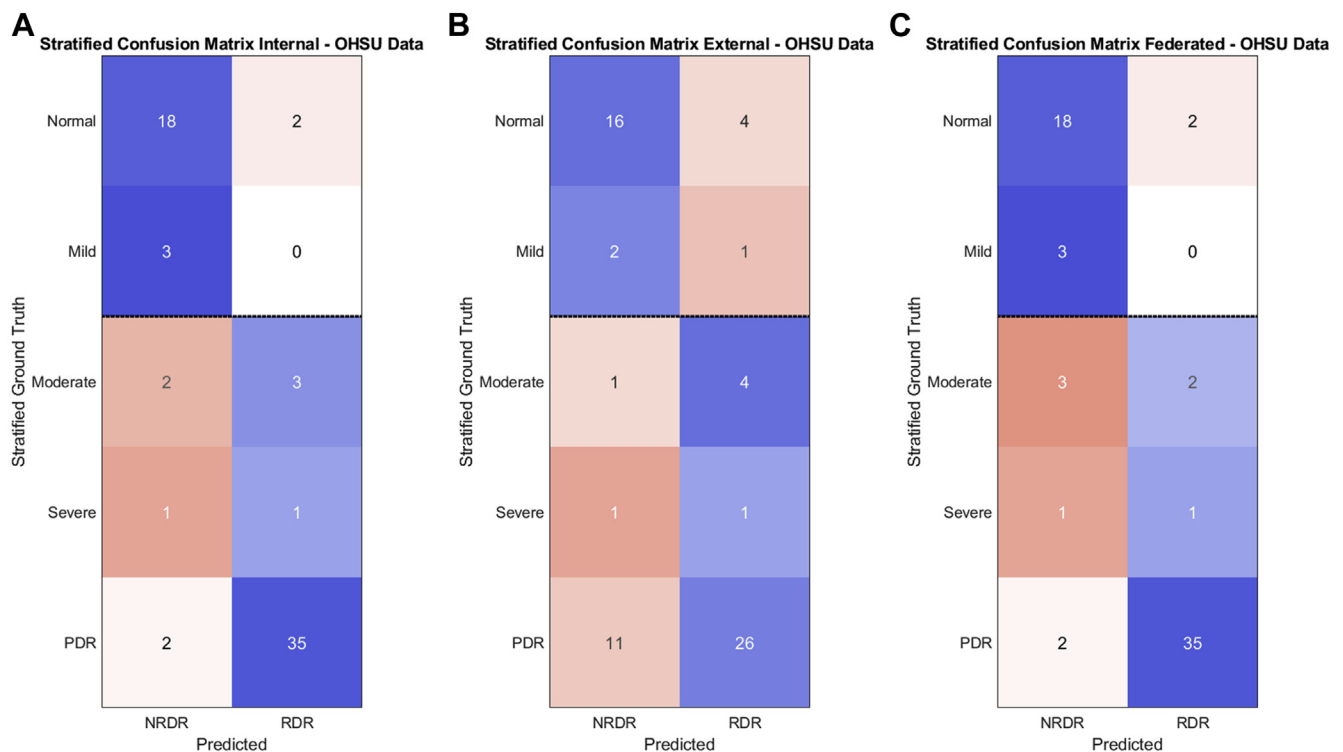 A
Stratified Confusion Matrix Internal - OHSU Data
Stratified Ground Truth
Normal 18 2
Mild 3 0
Moderate 2 3
Severe 1 1
PDR 2 35
NRDR RDR
Predicted
B
Stratified Confusion Matrix External - OHSU Data
Stratified Ground Truth
Normal 16 4
Mild 2 1
Moderate 1 4
Severe 1 1
PDR 11 26
NRDR RDR
Predicted
C
Stratified Confusion Matrix Federated - OHSU Data
Stratified Ground Truth
Normal 18 2
Mild 3 0
Moderate 3 2
Severe 1 1
PDR 2 35
NRDR RDR
Predicted